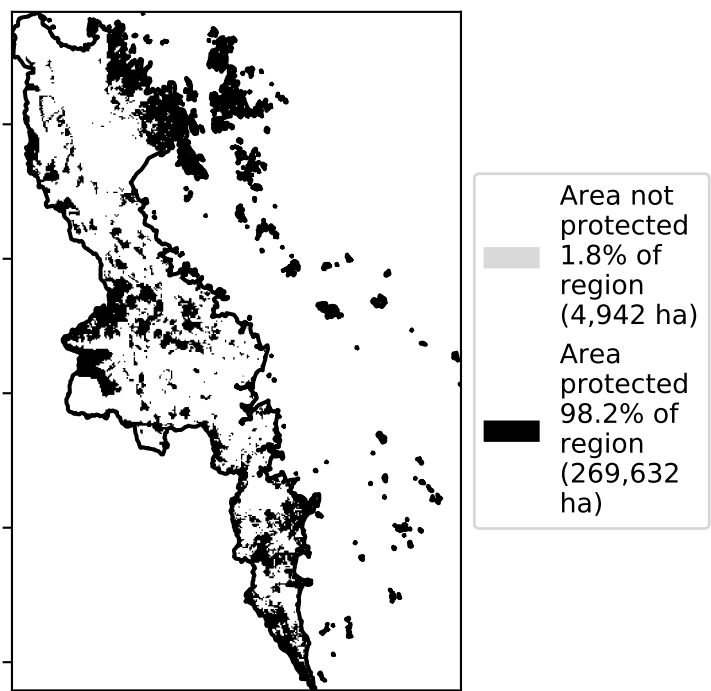 Area not
protected
1.8% of
region
(4,942 ha)
Area
protected
98.2% of
region
(269,632
ha)